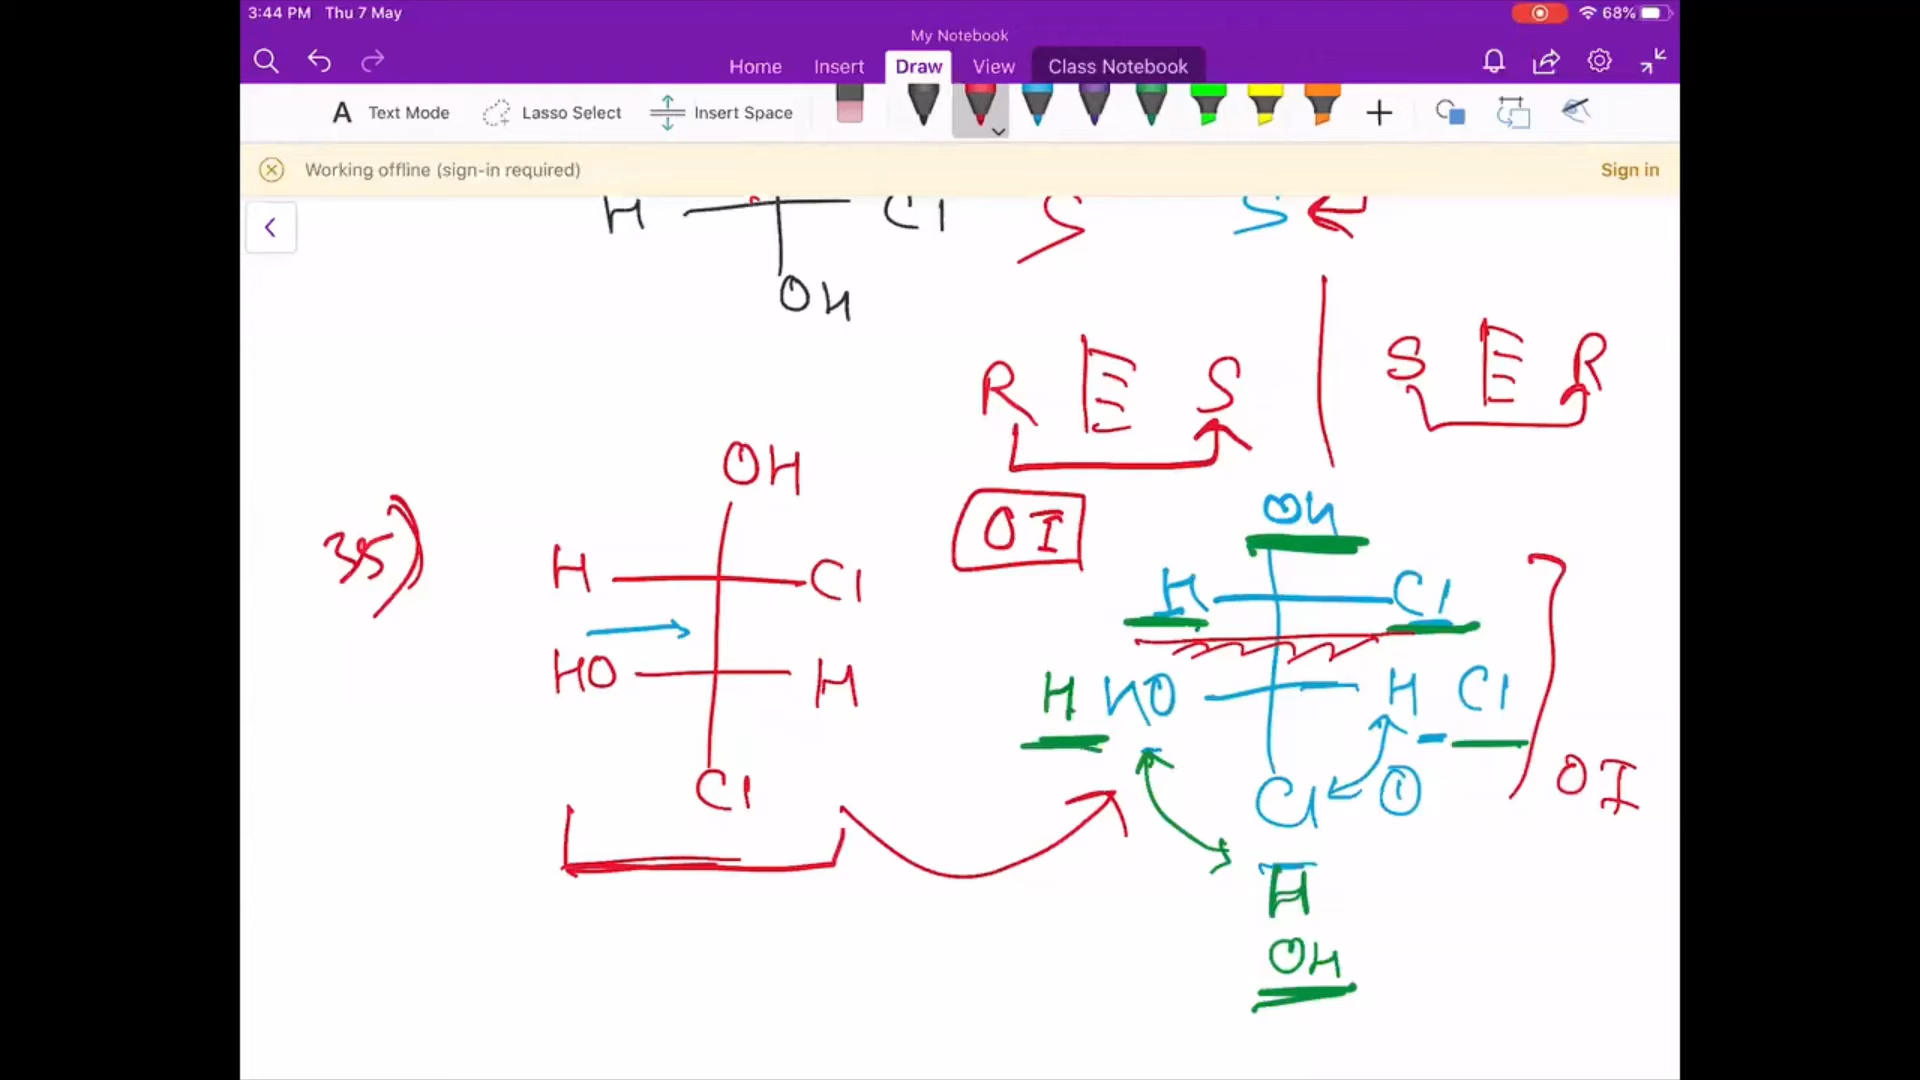 3:44 PM Thu 7 May
68%
My Notebook
Home Insert Draw View Class Notebook
A Text Mode Lasso Select Insert Space
Working offline (sign-in required) Sign in
H Cl S S
OH
R E S S E R
OH
OI
OH
35)
H Cl
H Cl
HO H
H HO H Cl
Cl
Cl ①
OI
H
OH